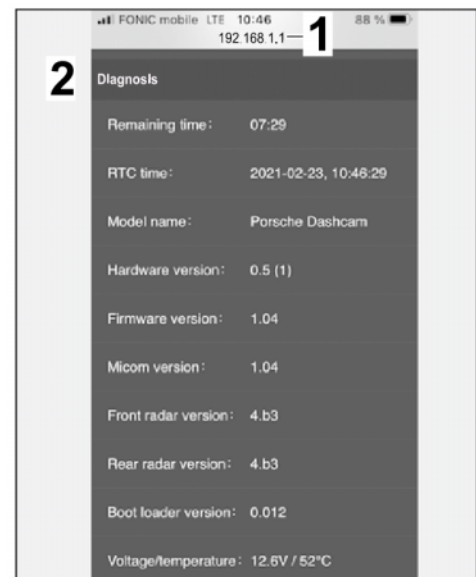 FONIC mobile LTE 10:46 88 %
192.168.1.1 1
2 Diagnosis
Remaining time: 07:29
RTC time: 2021-02-23, 10:46:29
Model name: Porsche Dashcam
Hardware version: 0.5 (1)
Firmware version: 1.04
Micom version: 1.04
Front radar version: 4.b3
Rear radar version: 4.b3
Boot loader version: 0.012
Voltage/temperature: 12.6V / 52°C